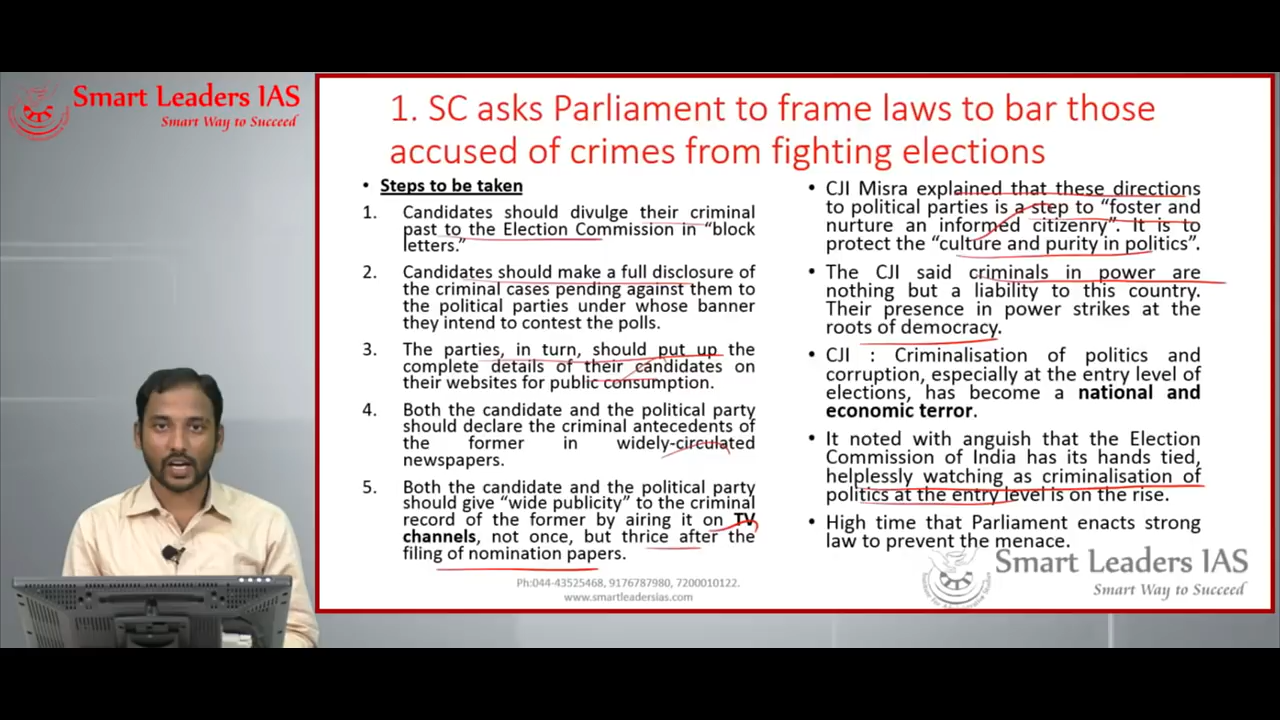 Smart Leaders IAS
Smart Way to Succeed
1. SC asks Parliament to frame laws to bar those
accused of crimes from fighting elections
• Steps to be taken
1. Candidates should divulge their criminal
past to the Election Commission in “block
letters.”
2. Candidates should make a full disclosure of
the criminal cases pending against them to
the political parties under whose banner
they intend to contest the polls.
3. The parties, in turn, should put up the
complete details of their candidates on
their websites for public consumption.
4. Both the candidate and the political party
should declare the criminal antecedents of
the former in widely-circulated
newspapers.
5. Both the candidate and the political party
should give “wide publicity” to the criminal
record of the former by airing it on TV
channels, not once, but thrice after the
filing of nomination papers.
• CJI Misra explained that these directions
to political parties is a step to “foster and
nurture an informed citizenry”. It is to
protect the “culture and purity in politics”.
• The CJI said criminals in power are
nothing but a liability to this country.
Their presence in power strikes at the
roots of democracy.
• CJI : Criminalisation of politics and
corruption, especially at the entry level of
elections, has become a national and
economic terror.
• It noted with anguish that the Election
Commission of India has its hands tied,
helplessly watching as criminalisation of
politics at the entry level is on the rise.
• High time that Parliament enacts strong
law to prevent the menace.
Smart Leaders IAS
Smart Way to Succeed
Ph:044-43525468, 9176787980, 7200010122.
www.smartleadersias.com